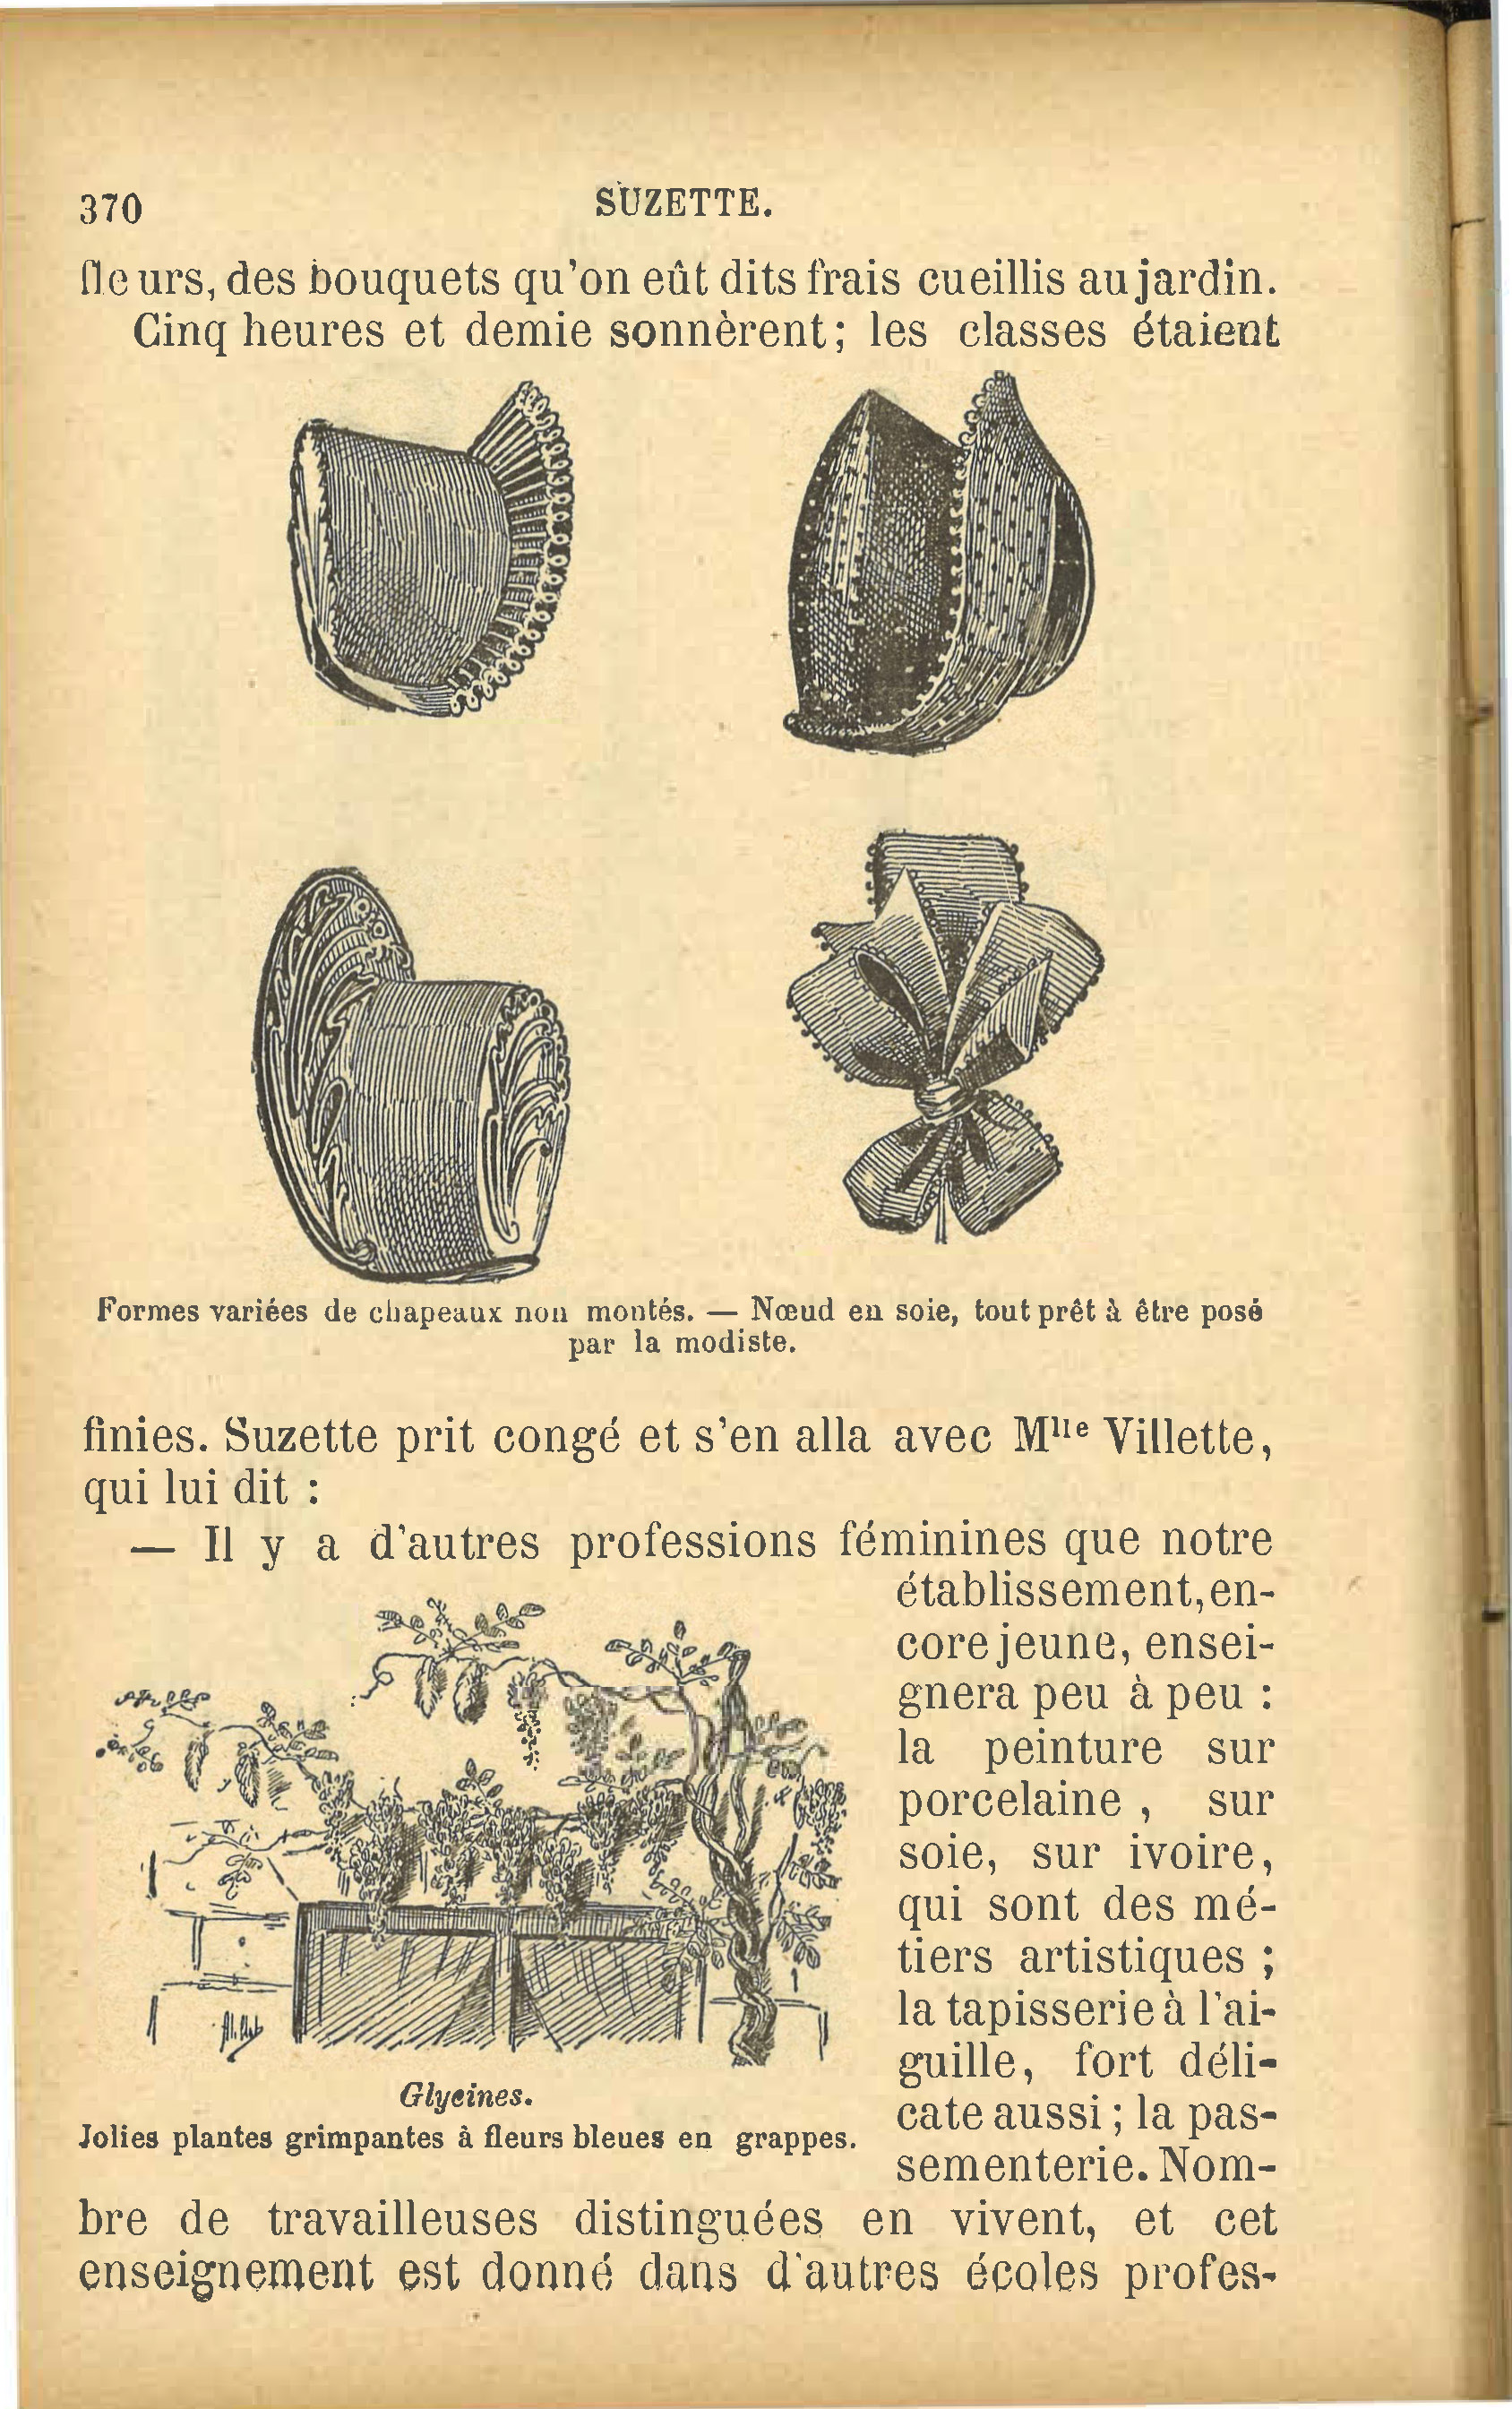 370
SUZETTE.
fleurs, des bouquets qu'on eût dits frais cueillis au jardin.
Cinq heures et demie sonnèrent; les classes étaient
Formes variées de chapeaux non montés. — Nœud en soie, tout prêt à être posé
par la modiste.
finies. Suzette prit congé et s'en alla avec Mlle Villette,
qui lui dit :
— Il y a d'autres professions féminines que notre
établissement, en-
core jeune, ensei-
gnera peu à peu :
la peinture sur
porcelaine, sur
soie, sur ivoire,
qui sont des mé-
tiers artistiques ;
la tapisserie à l'ai-
guille, fort déli-
cate aussi ; la pas-
sementerie. Nom-
Glycines.
Jolies plantes grimpantes à fleurs bleues en grappes.
bre de travailleuses distinguées en vivent, et cet
enseignement est donné dans d'autres écoles profes-